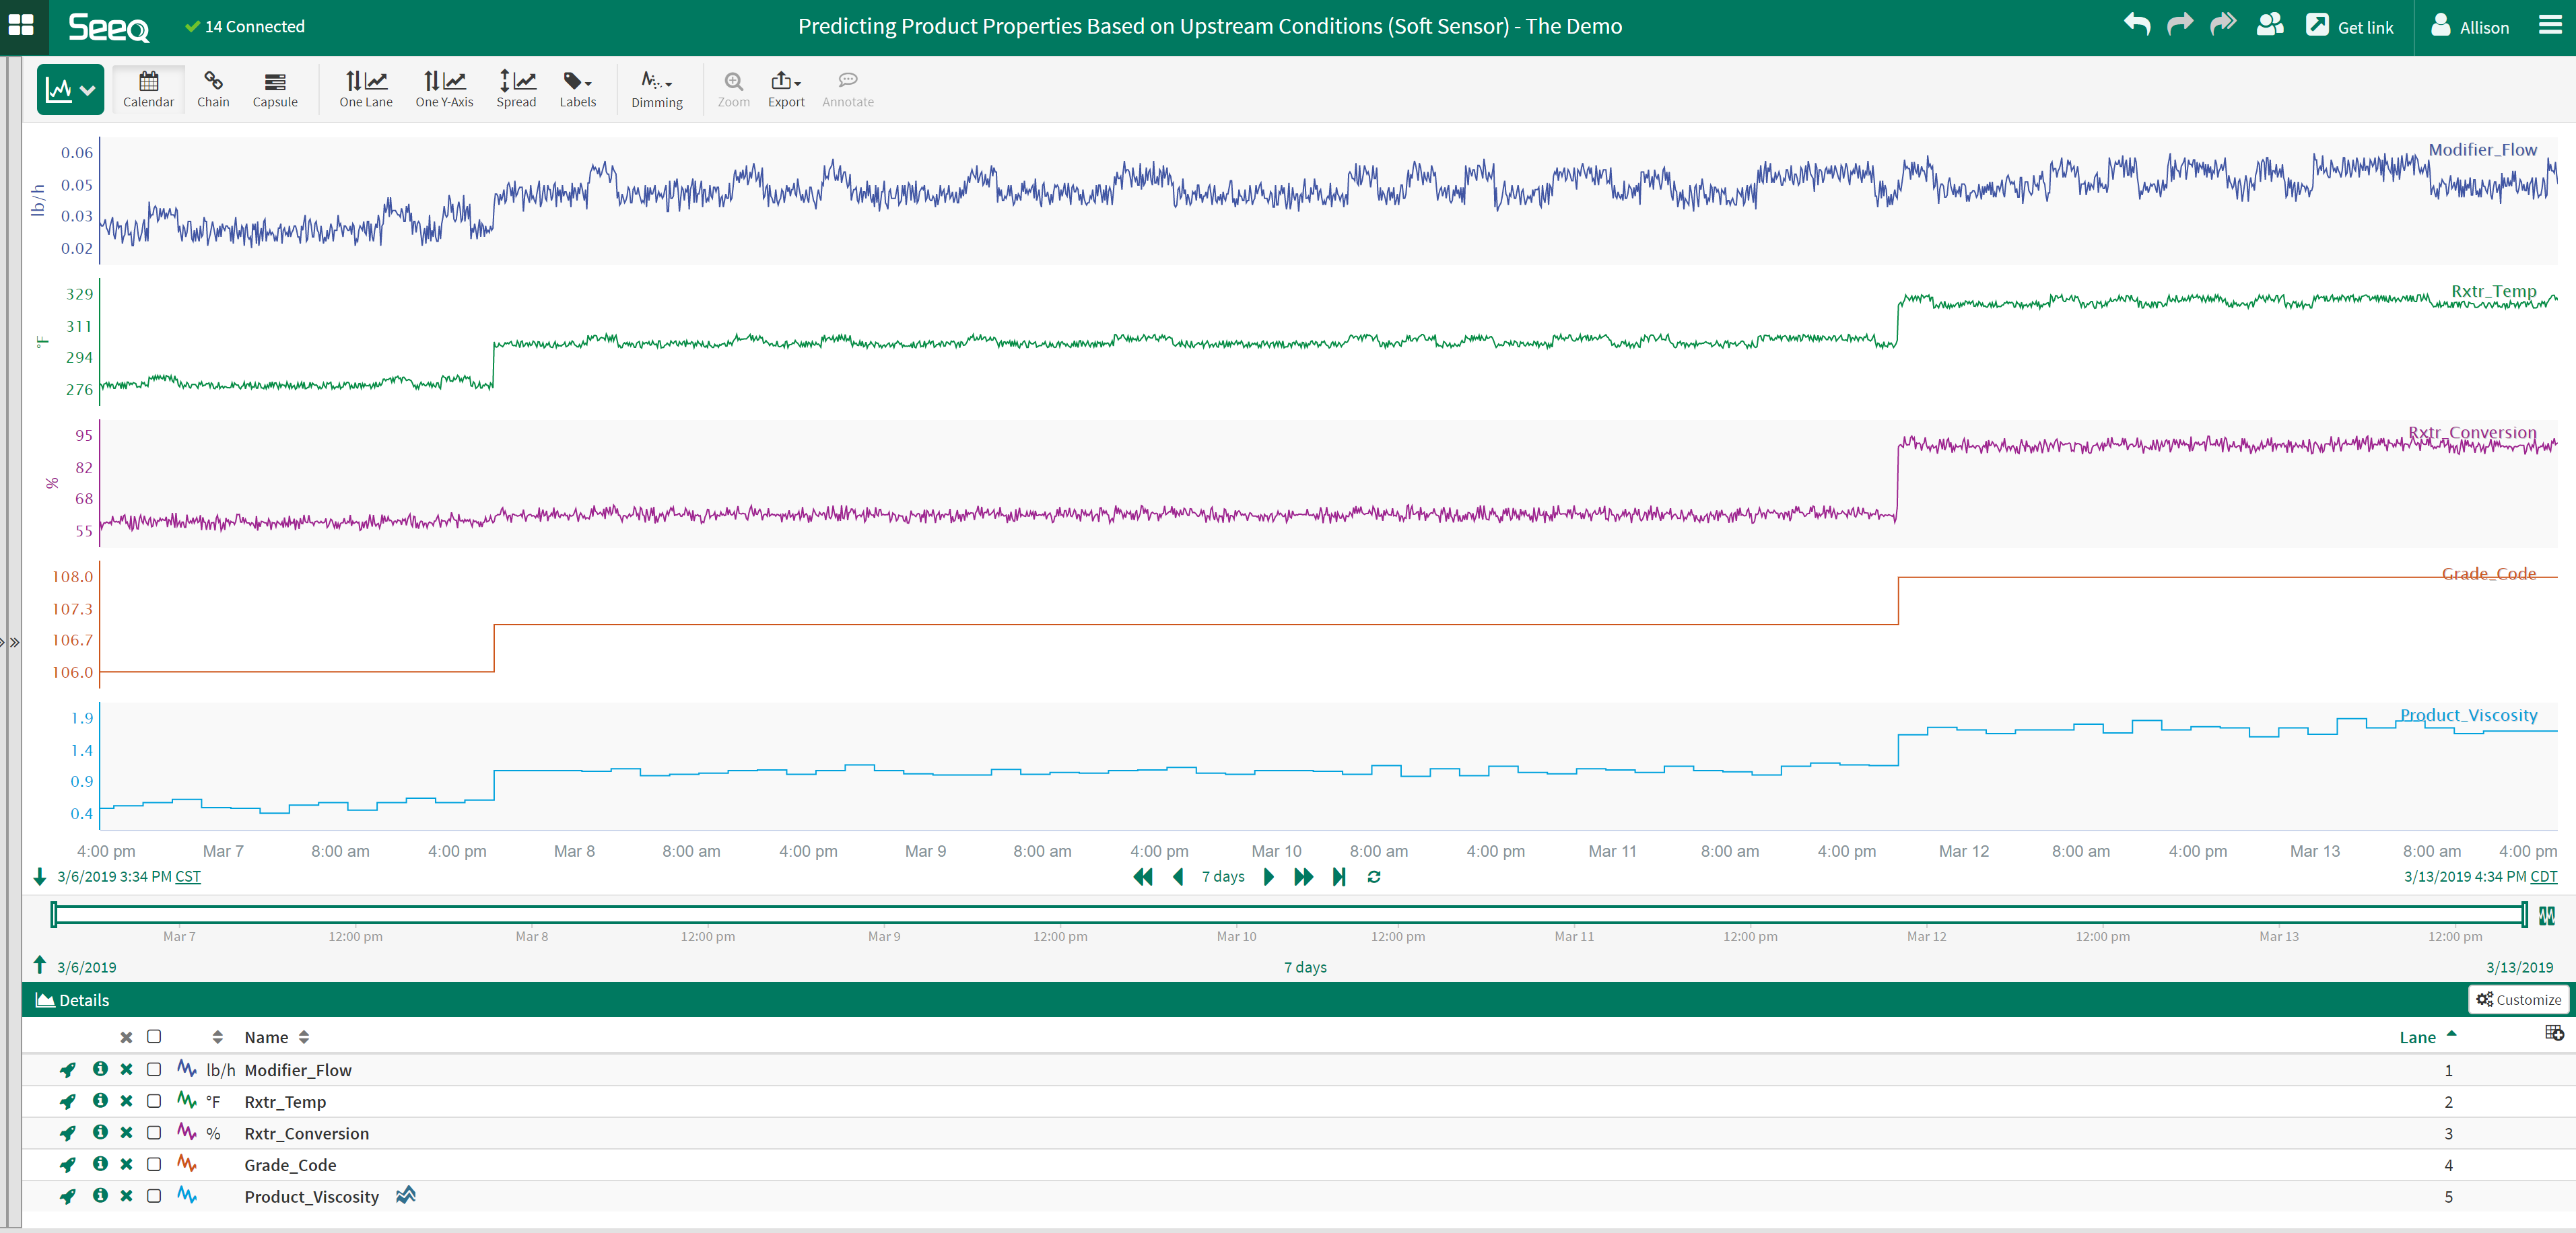 Seeq
14 Connected
Predicting Product Properties Based on Upstream Conditions (Soft Sensor) - The Demo
Get link
Allison
Calendar
Chain
Capsule
One Lane
One Y-Axis
Spread
Labels
Dimming
Zoom
Export
Annotate
Modifier_Flow
lb/h
0.06
0.05
0.03
0.02
Rxtr_Temp
°F
329
311
294
276
Rxtr_Conversion
%
95
82
68
55
Grade_Code
108.0
107.3
106.7
106.0
Product_Viscosity
1.9
1.4
0.9
0.4
4:00 pm Mar 7 8:00 am 4:00 pm Mar 8 8:00 am 4:00 pm Mar 9 8:00 am 4:00 pm Mar 10 8:00 am 4:00 pm Mar 11 8:00 am 4:00 pm Mar 12 8:00 am 4:00 pm Mar 13 8:00 am 4:00 pm
3/6/2019 3:34 PM CST
7 days
3/13/2019 4:34 PM CDT
Mar 7 12:00 pm Mar 8 12:00 pm Mar 9 12:00 pm Mar 10 12:00 pm Mar 11 12:00 pm Mar 12 12:00 pm Mar 13 12:00 pm
3/6/2019
7 days
3/13/2019
Details
Customize
Name
Lane
lb/h Modifier_Flow 1
°F Rxtr_Temp 2
% Rxtr_Conversion 3
Grade_Code 4
Product_Viscosity 5